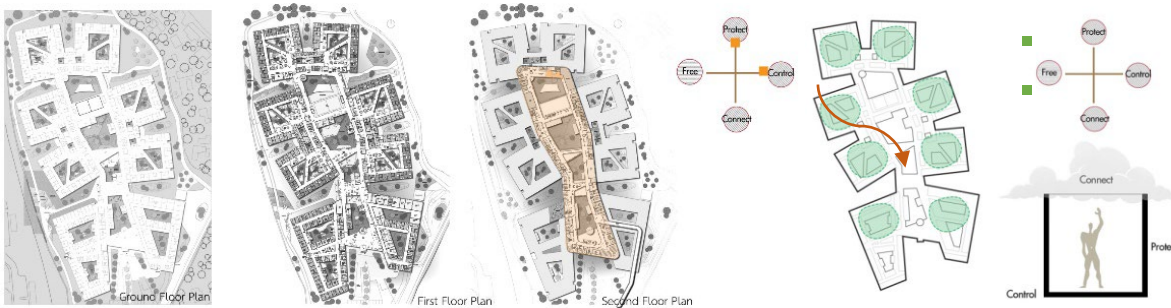 Ground Floor Plan
First Floor Plan
Second Floor Plan
Protect
Free
Control
Connect
Protect
Free
Control
Connect
Connect
Prote
Control